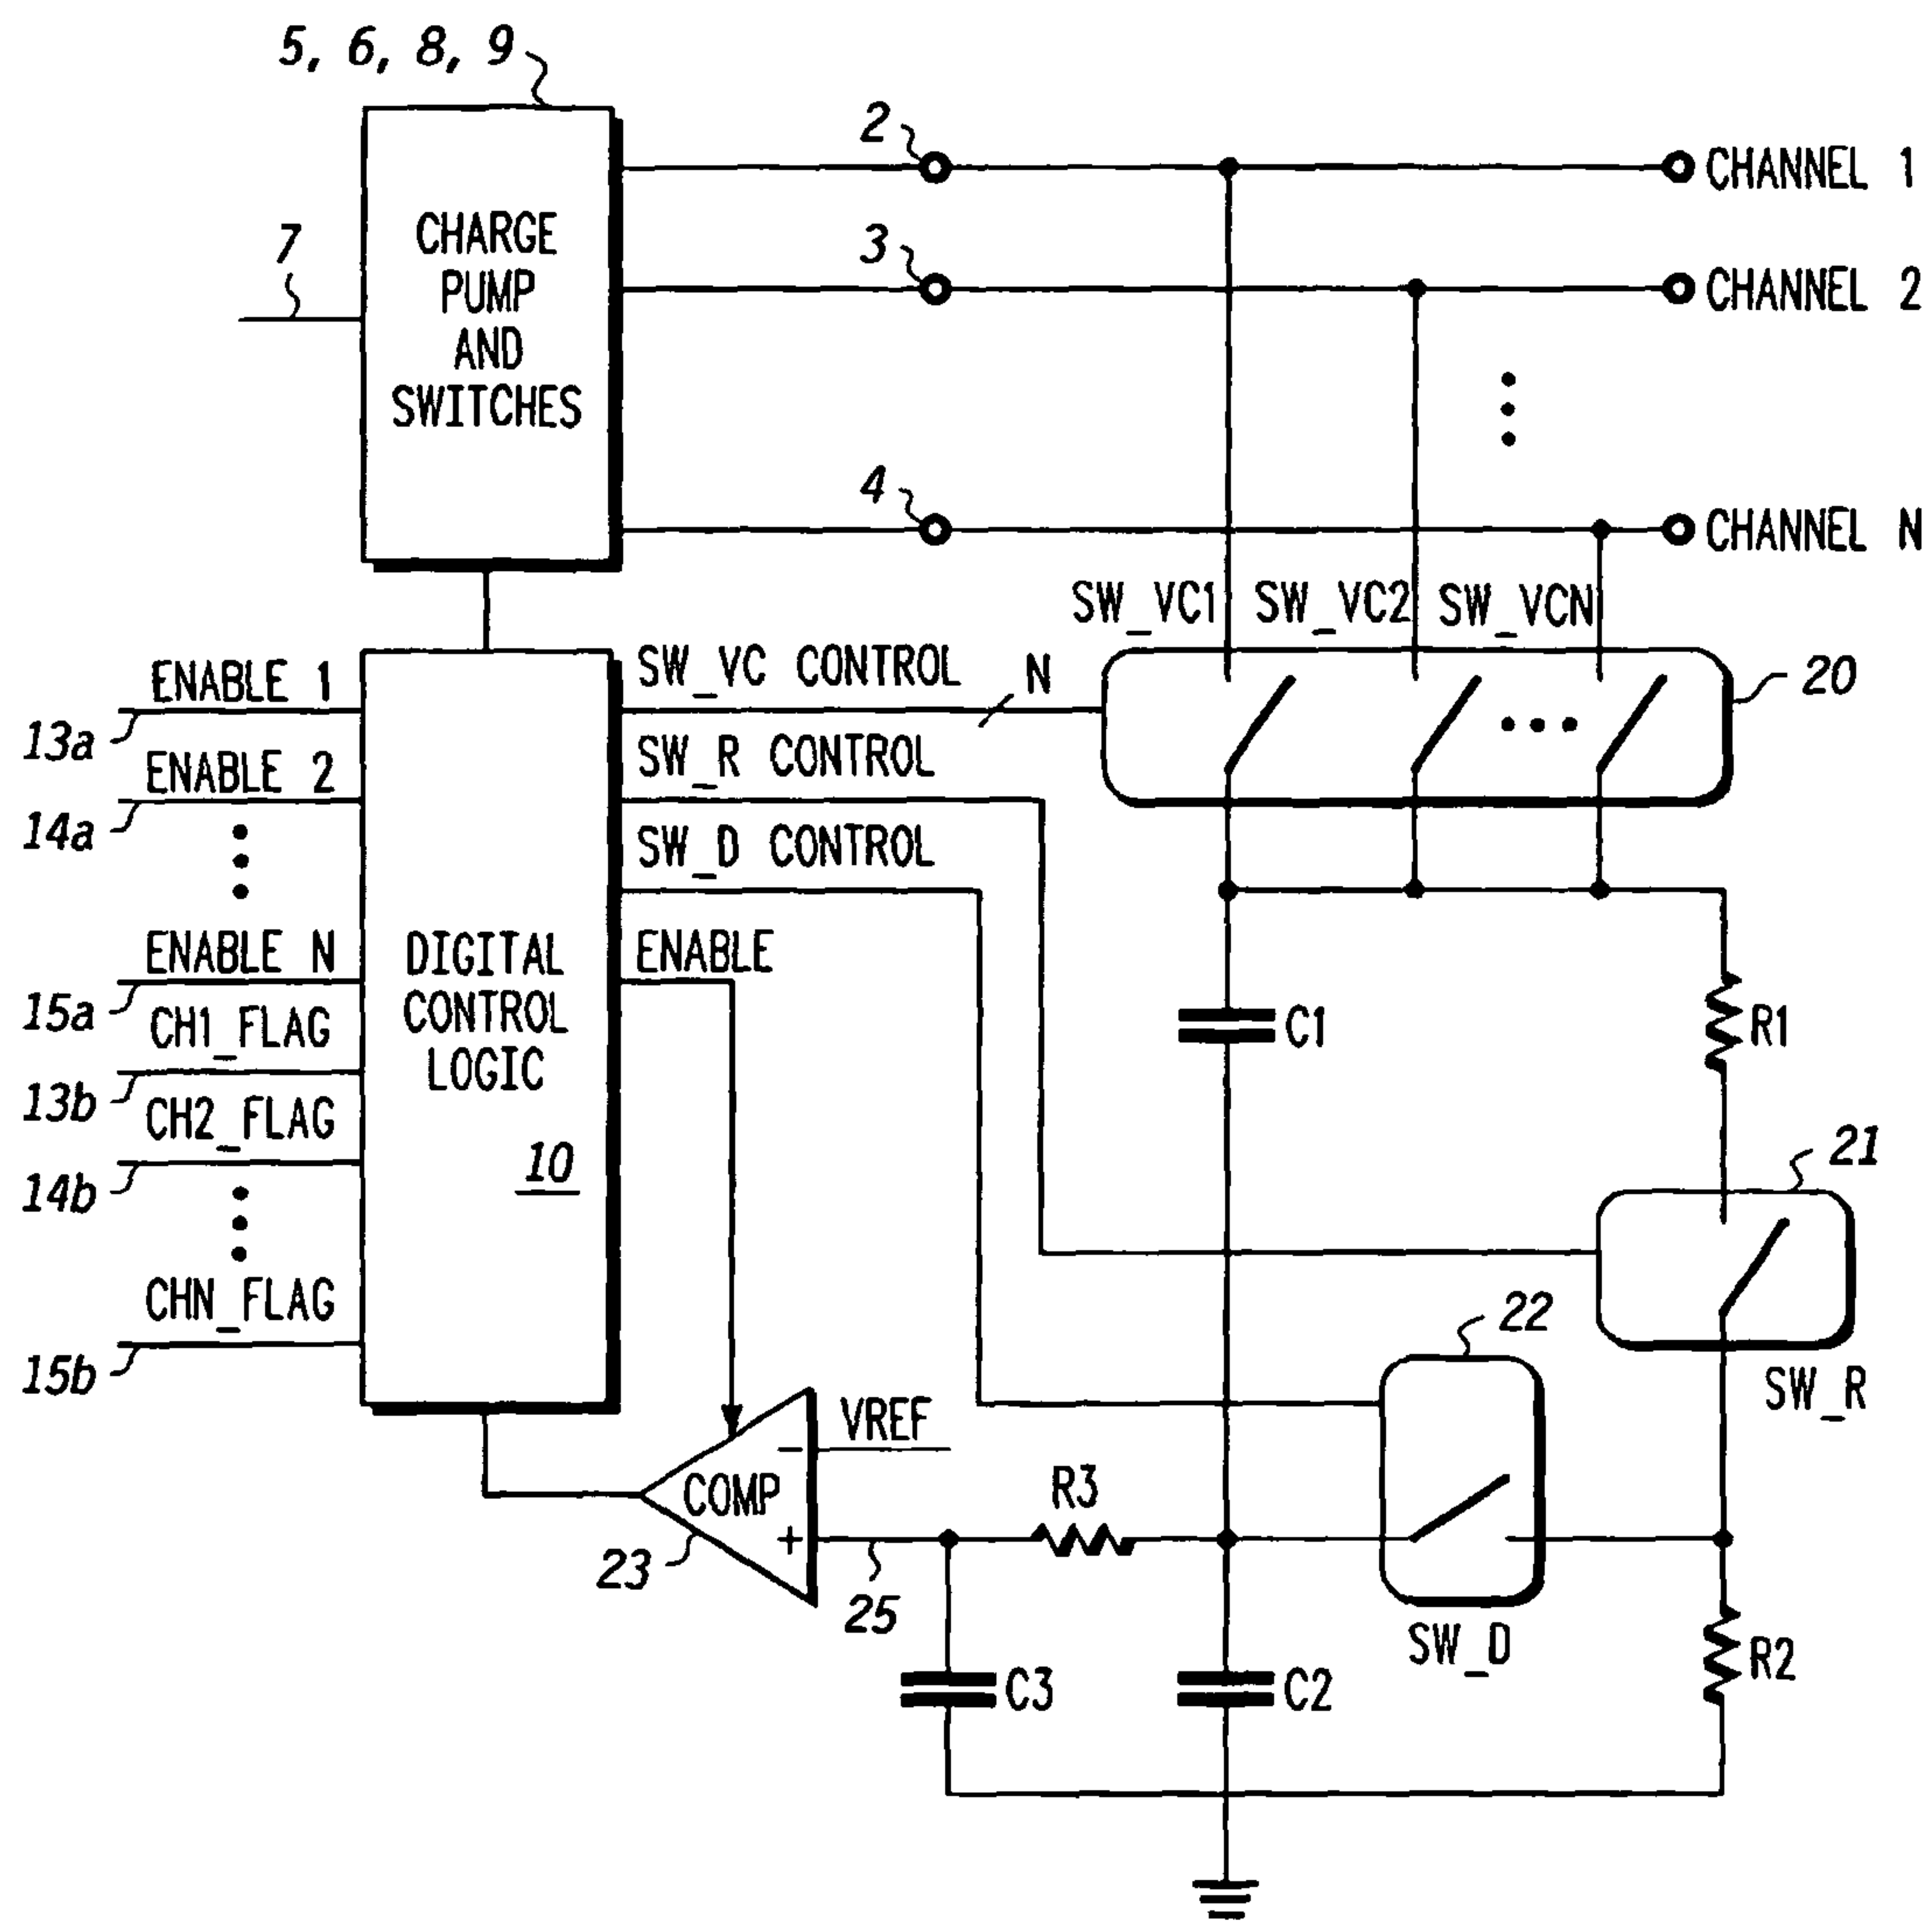 5, 6, 8, 9
2
CHANNEL 1
7
CHARGE
PUMP
AND
SWITCHES
3
CHANNEL 2
4
CHANNEL N
SW_VC1
SW_VC2
SW_VCN
ENABLE 1
13a
SW_VC CONTROL
N
20
ENABLE 2
14a
SW_R CONTROL
SW_D CONTROL
ENABLE N
15a
DIGITAL
CONTROL
LOGIC
10
ENABLE
CH1_FLAG
13b
C1
R1
CH2_FLAG
14b
21
CHN_FLAG
15b
22
SW_R
VREF
-
COMP
+
23
25
R3
SW_D
R2
C3
C2